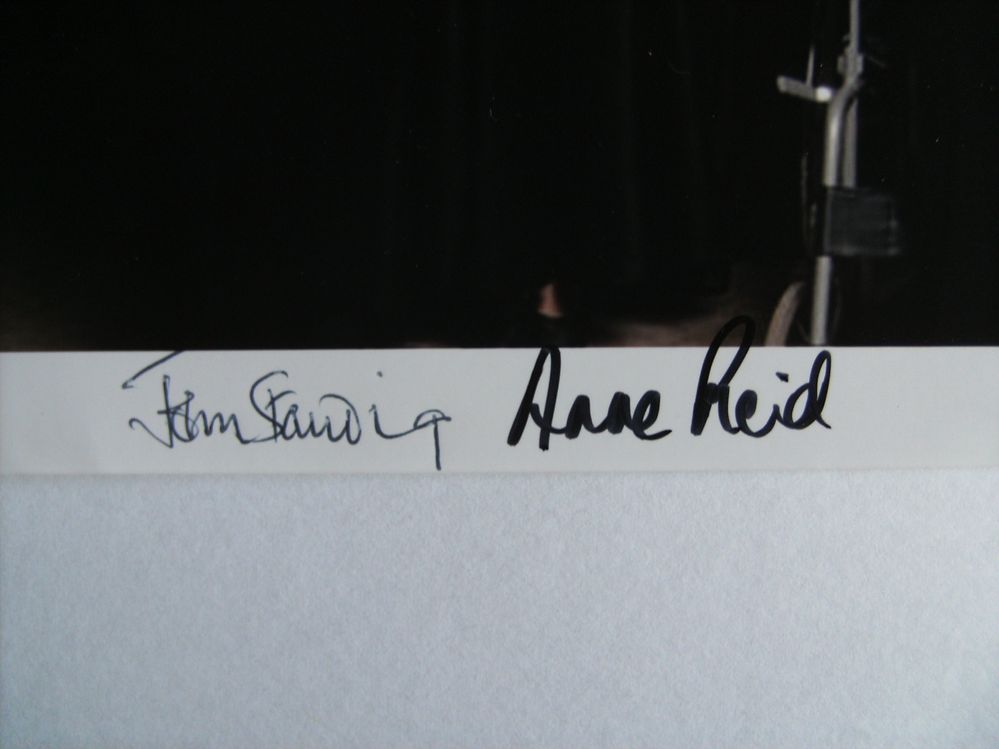 John Standing Anne Reid